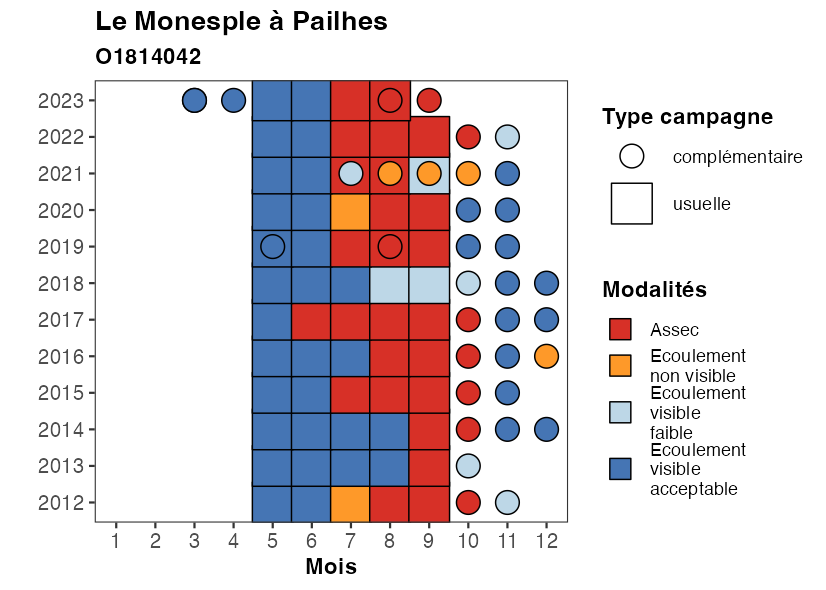 Le Monesple à Pailhes
O1814042
2023
2022
2021
2020
2019
2018
2017
2016
2015
2014
2013
2012
1 2 3 4 5 6 7 8 9 10 11 12
Mois
Type campagne
complémentaire
usuelle
Modalités
Assec
Ecoulement
non visible
Ecoulement
visible
faible
Ecoulement
visible
acceptable